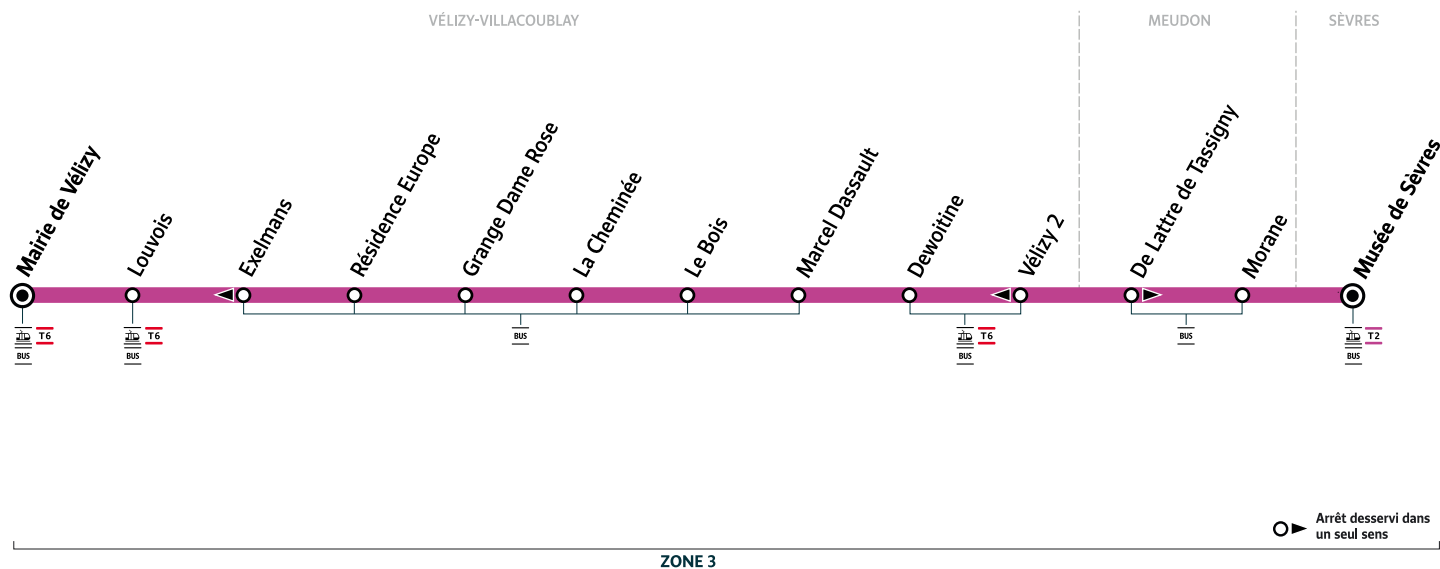 VÉLIZY-VILLACOUBLAY
MEUDON
SÈVRES
Mairie de Vélizy
Louvois
Exelmans
Résidence Europe
Grange Dame Rose
La Cheminée
Le Bois
Marcel Dassault
Dewoitine
Vélizy 2
De Lattre de Tassigny
Morane
Musée de Sèvres
T6
BUS
T6
BUS
BUS
T6
BUS
BUS
T2
BUS
Arrêt desservi dans
un seul sens
ZONE 3